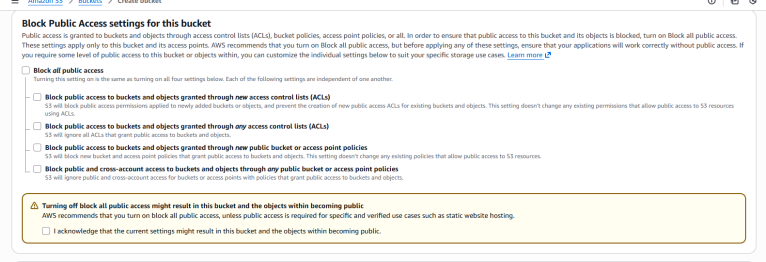 Amazon S3 > Buckets > Create bucket
Block Public Access settings for this bucket
Public access is granted to buckets and objects through access control lists (ACLs), bucket policies, access point policies, or all. In order to ensure that public access to this bucket and its objects is blocked, turn on Block all public access.
These settings apply only to this bucket and its access points. AWS recommends that you turn on Block all public access, but before applying any of these settings, ensure that your applications will work correctly without public access. If
you require some level of public access to this bucket or objects within, you can customize the individual settings below to suit your specific storage use cases. Learn more
Block all public access
Turning this setting on is the same as turning on all four settings below. Each of the following settings are independent of one another.
Block public access to buckets and objects granted through new access control lists (ACLs)
S3 will block public access permissions applied to newly added buckets or objects, and prevent the creation of new public access ACLs for existing buckets and objects. This setting doesn't change any existing permissions that allow public access to S3 resources
using ACLs.
Block public access to buckets and objects granted through any access control lists (ACLs)
S3 will ignore all ACLs that grant public access to buckets and objects.
Block public access to buckets and objects granted through new public bucket or access point policies
S3 will block new bucket and access point policies that grant public access to buckets and objects. This setting doesn't change any existing policies that allow public access to S3 resources.
Block public and cross-account access to buckets and objects through any public bucket or access point policies
S3 will ignore public and cross-account access for buckets or access points with policies that grant public access to buckets and objects.
Turning off block all public access might result in this bucket and the objects within becoming public
AWS recommends that you turn on block all public access, unless public access is required for specific and verified use cases such as static website hosting.
I acknowledge that the current settings might result in this bucket and the objects within becoming public.